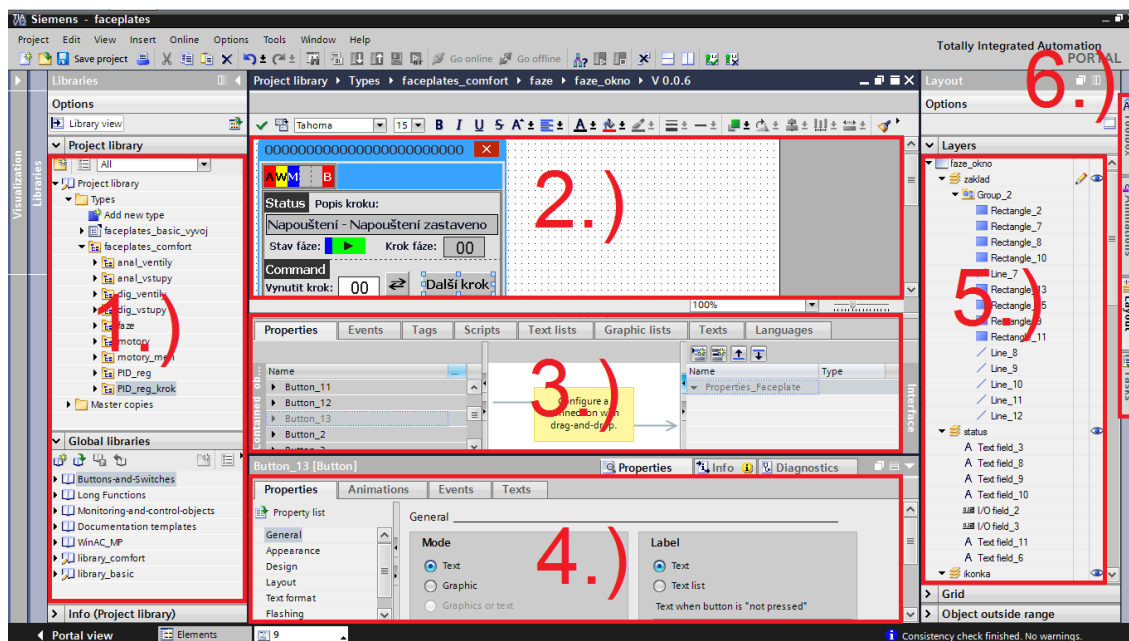 Siemens - faceplates
Project Edit View Insert Online Options Tools Window Help
Totally Integrated Automation
PORTAL
Save project Go online Go offline
6.)
Libraries
Options
Library view
Project library
All
Project library
Types
Add new type
faceplates_basic_vyvoj
faceplates_comfort
anal_ventily
anal_vstupy
dig_ventily
dig_vstupy
faze
motory
motory_men
PID_reg
PID_reg_krok
Master copies
1.)
Global libraries
Buttons-and-Switches
Long Functions
Monitoring-and-control-objects
Documentation templates
WinAC_MP
library_comfort
library_basic
Info (Project library)
Visualization
Libraries
Project library Types faceplates_comfort faze faze_okno V 0.0.6
Tahoma 15 B I U S A
000000000000000000000000
A W M B
Status Popis kroku:
Napouštení - Napouštení zastaveno
Stav fáze: Krok fáze: 00
Command
Vynutit krok: 00 Další krok
2.)
100%
Properties Events Tags Scripts Text lists Graphic lists Texts Languages
Name
Button_11
Button_12
Button_13
Button_2
Configure a
connection with
drag-and-drop.
Name Type
Properties_Faceplate
Interface
3.)
Button_13 [Button]
Properties Info Diagnostics
Properties Animations Events Texts
Property list
General
Appearance
Design
Layout
Text format
Flashing
General
Mode
Text
Graphic
Graphics or text
Label
Text
Text list
Text when button is "not pressed"
4.)
Layout
Options
Layers
faze_okno
zaklad
Group_2
Rectangle_2
Rectangle_7
Rectangle_8
Rectangle_10
Line_7
Rectangle_11
Line_8
Line_9
Line_10
Line_11
Line_12
status
Text field_3
Text field_8
Text field_9
Text field_10
I/O field_2
I/O field_3
Text field_11
Text field_6
ikonka
5.)
Grid
Object outside range
Toolbox
Animations
Layout
Tasks
Portal view Elements 9
Consistency check finished. No warnings.